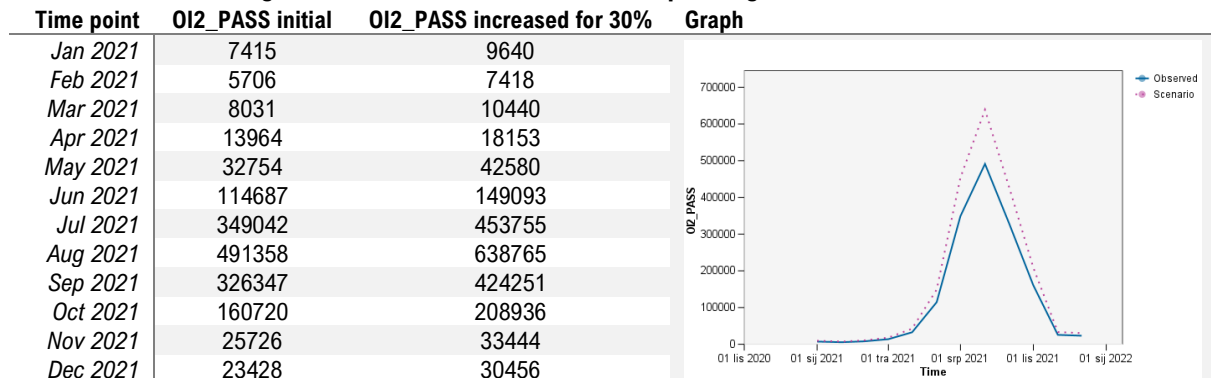 Time point OI2_PASS initial OI2_PASS increased for 30% Graph
Jan 2021 7415 9640
Feb 2021 5706 7418
Mar 2021 8031 10440
Apr 2021 13964 18153
May 2021 32754 42580
Jun 2021 114687 149093
Jul 2021 349042 453755
Aug 2021 491358 638765
Sep 2021 326347 424251
Oct 2021 160720 208936
Nov 2021 25726 33444
Dec 2021 23428 30456
700000
600000
500000
400000
300000
200000
100000
0
OI2_PASS
01 lis 2020 01 sij 2021 01 tra 2021 01 srp 2021 01 lis 2021 01 sij 2022
Time
Observed
Scenario